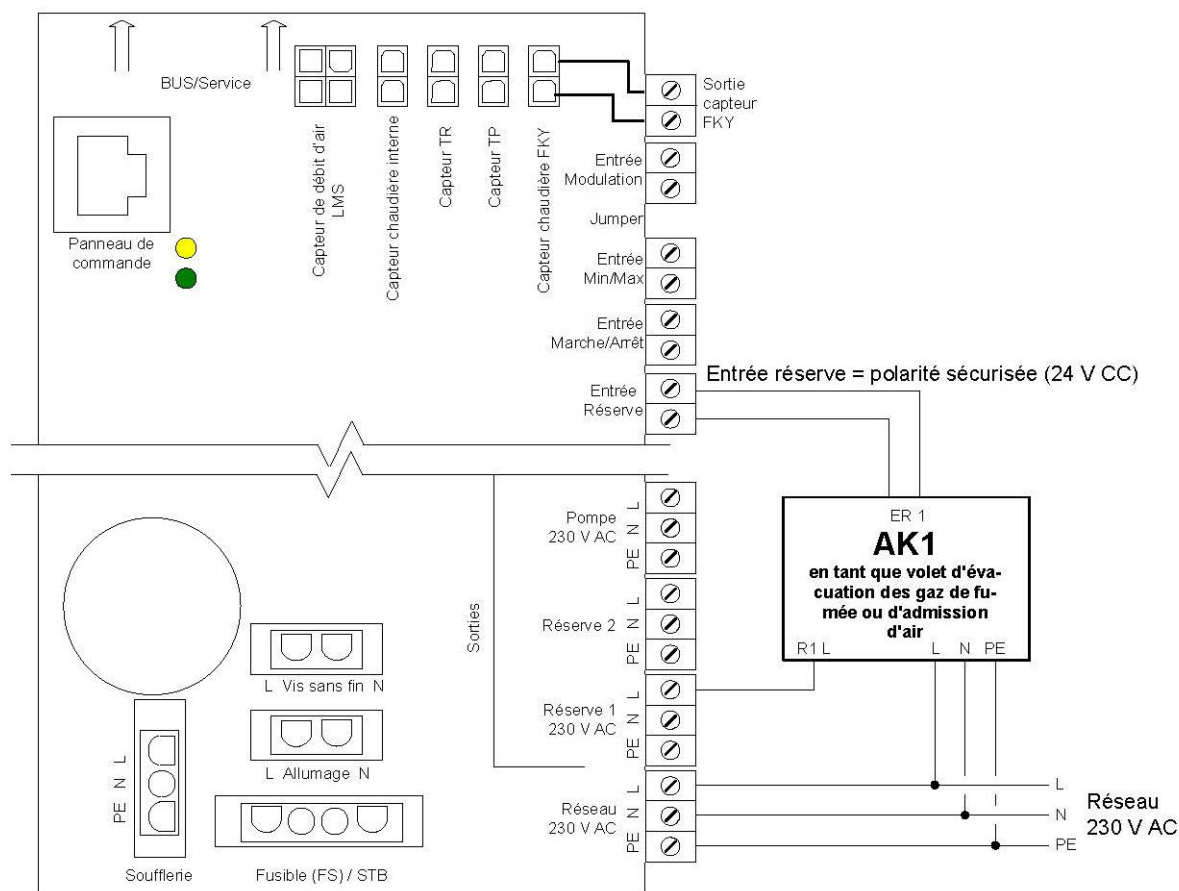 BUS/Service
Panneau de
commande
Capteur de débit d'air
LMS
Capteur chaudière interne
Capteur TR
Capteur TP
Capteur chaudière FKY
Sortie
capteur
FKY
Entrée
Modulation
Jumper
Entrée
Min/Max
Entrée
Marche/Arrêt
Entrée
Réserve
Entrée réserve = polarité sécurisée (24 V CC)
ER 1
AK1
en tant que volet d'éva-
cuation des gaz de fu-
mée ou d'admission
d'air
R1 L L N PE
Sorties
Pompe
230 V AC
PE N L
Réserve 2
PE N L
Réserve 1
230 V AC
PE N L
Réseau
230 V AC
PE N L
L
N
PE
Réseau
230 V AC
L Vis sans fin N
L Allumage N
PE N L
Soufflerie
Fusible (FS) / STB